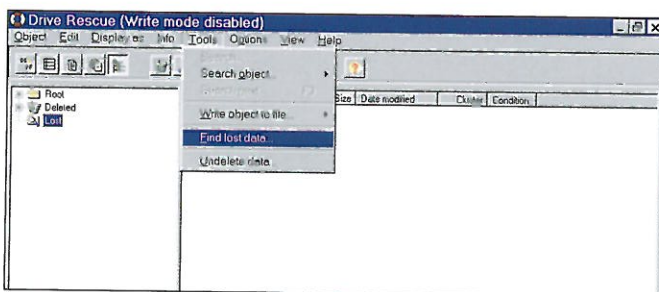 Drive Rescue (Write mode disabled)
Object Edit Display as Info Tools Options View Help
Search object
Write object to file...
Find lost data...
Undelete data
Root
Deleted
Lost
Size Date modified Cluster Condition